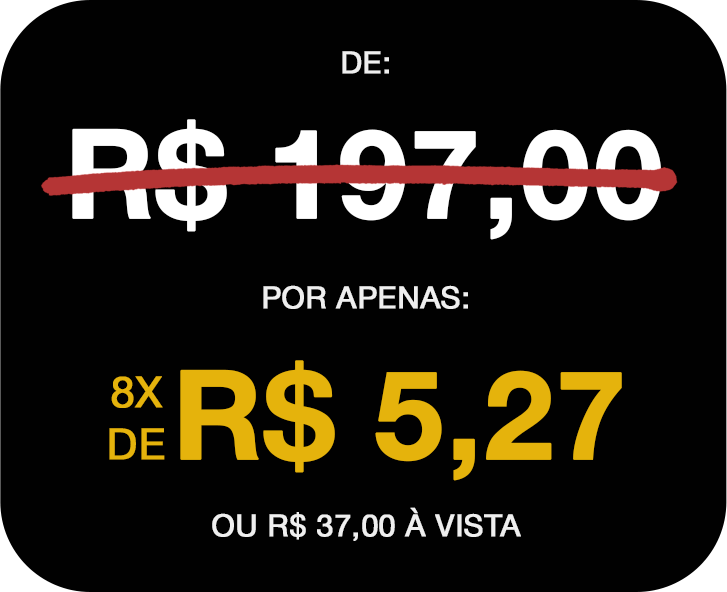 DE:
R$ 197,00
POR APENAS:
8X
DE R$ 5,27
OU R$ 37,00 À VISTA